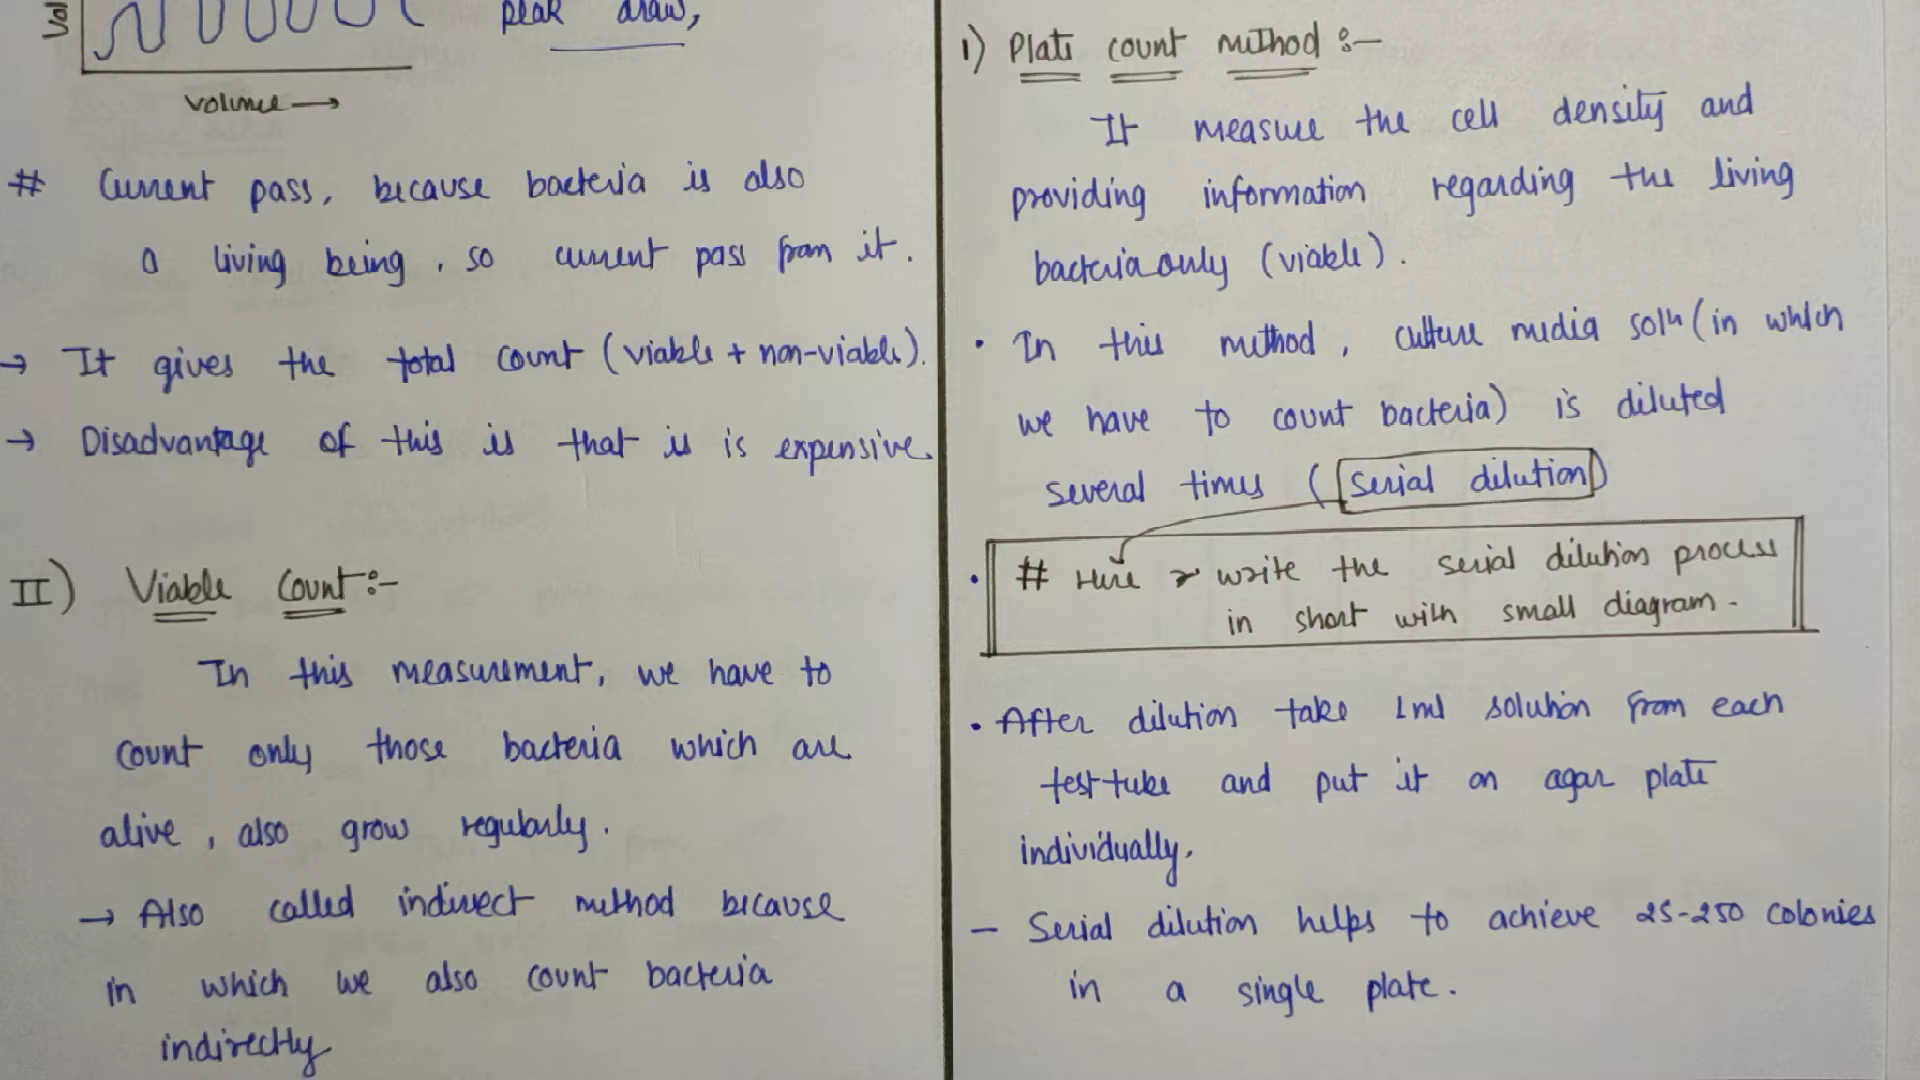 Vol
peak draw,
volume →
# Current pass, because bacteria is also
a living being, so current pass from it.
→ It gives the total count (viable + non-viable).
→ Disadvantage of this is that is is expensive.
II) Viable Count :-
In this measurement, we have to
count only those bacteria which are
alive, also grow regularly.
→ Also called indirect method because
in which we also count bacteria
indirectly
1) Plate count method :-
It measure the cell density and
providing information regarding the living
bacteria only (viable).
• In this method, culture media solⁿ (in which
we have to count bacteria) is diluted
several times (serial dilution)
• # Here write the serial dilution process
in short with small diagram.
• After dilution take 1ml solution from each
test tube and put it on agar plate
individually.
– Serial dilution helps to achieve 25-250 colonies
in a single plate.